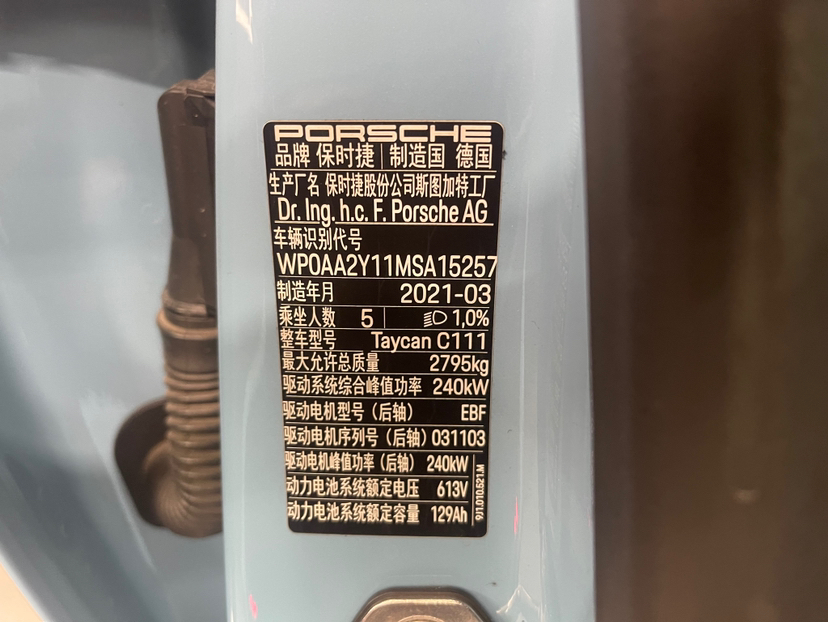 PORSCHE
品牌 保时捷 制造国 德国
生产厂名 保时捷股份公司斯图加特工厂
Dr. Ing. h.c. F. Porsche AG
车辆识别代号
WP0AA2Y11MSA15257
制造年月 2021-03
乘坐人数 5 1,0%
整车型号 Taycan C111
最大允许总质量 2795kg
驱动系统综合峰值功率 240kW
驱动电机型号（后轴） EBF
驱动电机序列号（后轴）031103
驱动电机峰值功率（后轴） 240kW
动力电池系统额定电压 613V
动力电池系统额定容量 129Ah
9J1.010.621.M